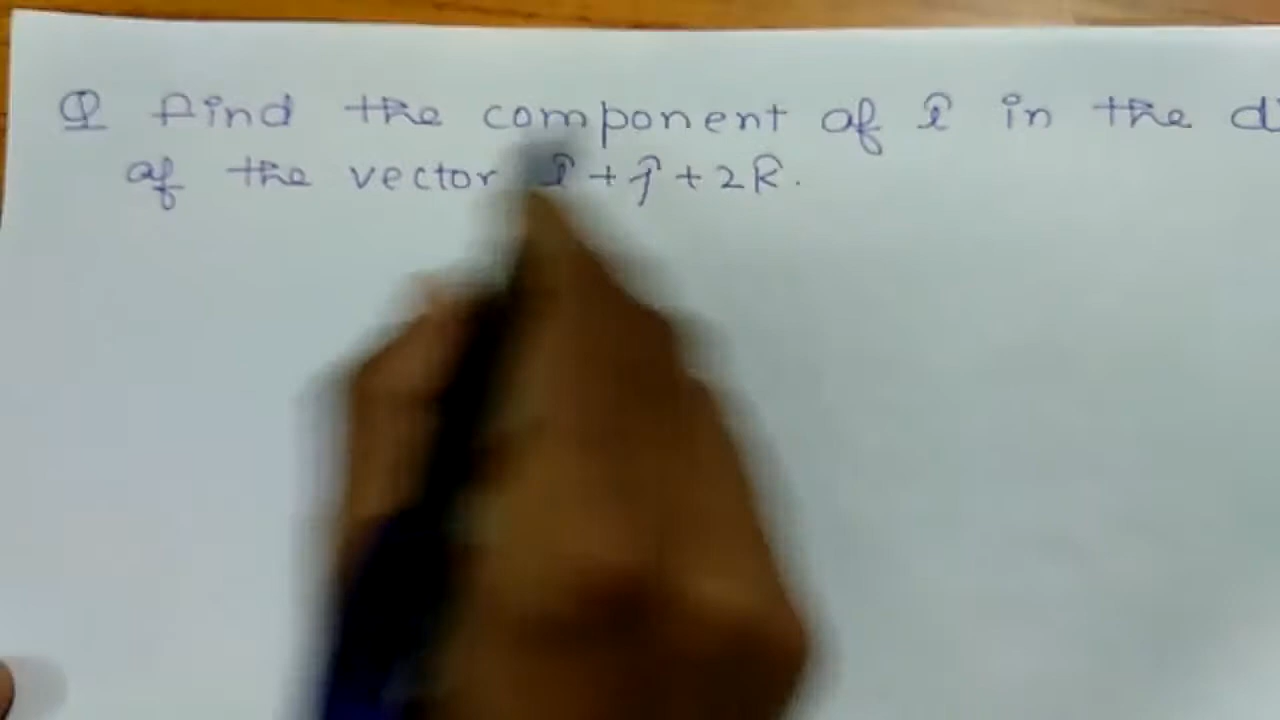 Q find the component of î in the
of the vector î + ĵ + 2k̂.